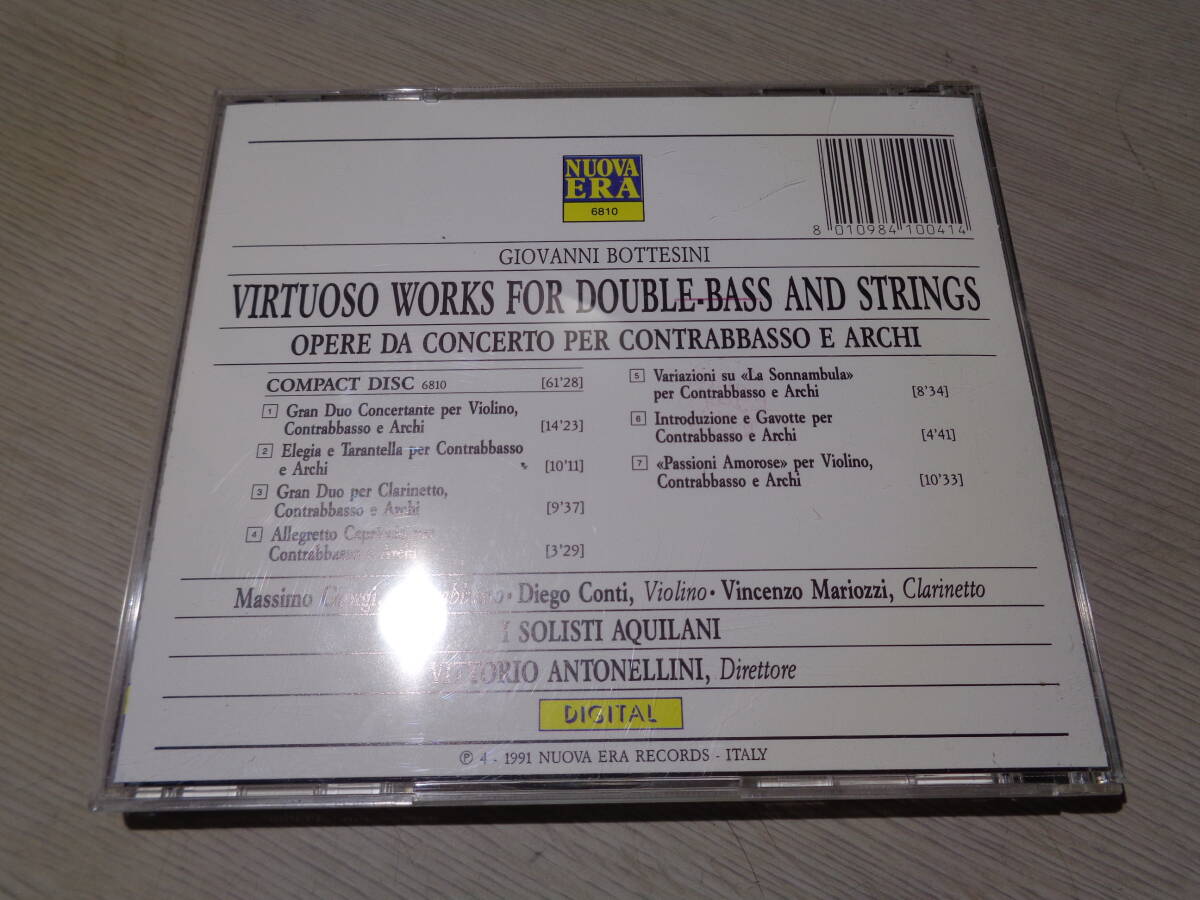 NUOVA
ERA
6810
8 010984 100414
GIOVANNI BOTTESINI
VIRTUOSO WORKS FOR DOUBLE-BASS AND STRINGS
OPERE DA CONCERTO PER CONTRABBASSO E ARCHI
COMPACT DISC 6810 [61'28]
1 Gran Duo Concertante per Violino,
Contrabbasso e Archi [14'23]
2 Elegia e Tarantella per Contrabbasso
e Archi [10'11]
3 Gran Duo per Clarinetto,
Contrabbasso e Archi [9'37]
4 Allegretto per
Contrabbasso e Archi [3'29]
5 Variazioni su «La Sonnambula»
per Contrabbasso e Archi [8'34]
6 Introduzione e Gavotte per
Contrabbasso e Archi [4'41]
7 «Passioni Amorose» per Violino,
Contrabbasso e Archi [10'33]
Massimo · Diego Conti, Violino · Vincenzo Mariozzi, Clarinetto
I SOLISTI AQUILANI
VITTORIO ANTONELLINI, Direttore
DIGITAL
℗ 4 - 1991 NUOVA ERA RECORDS - ITALY